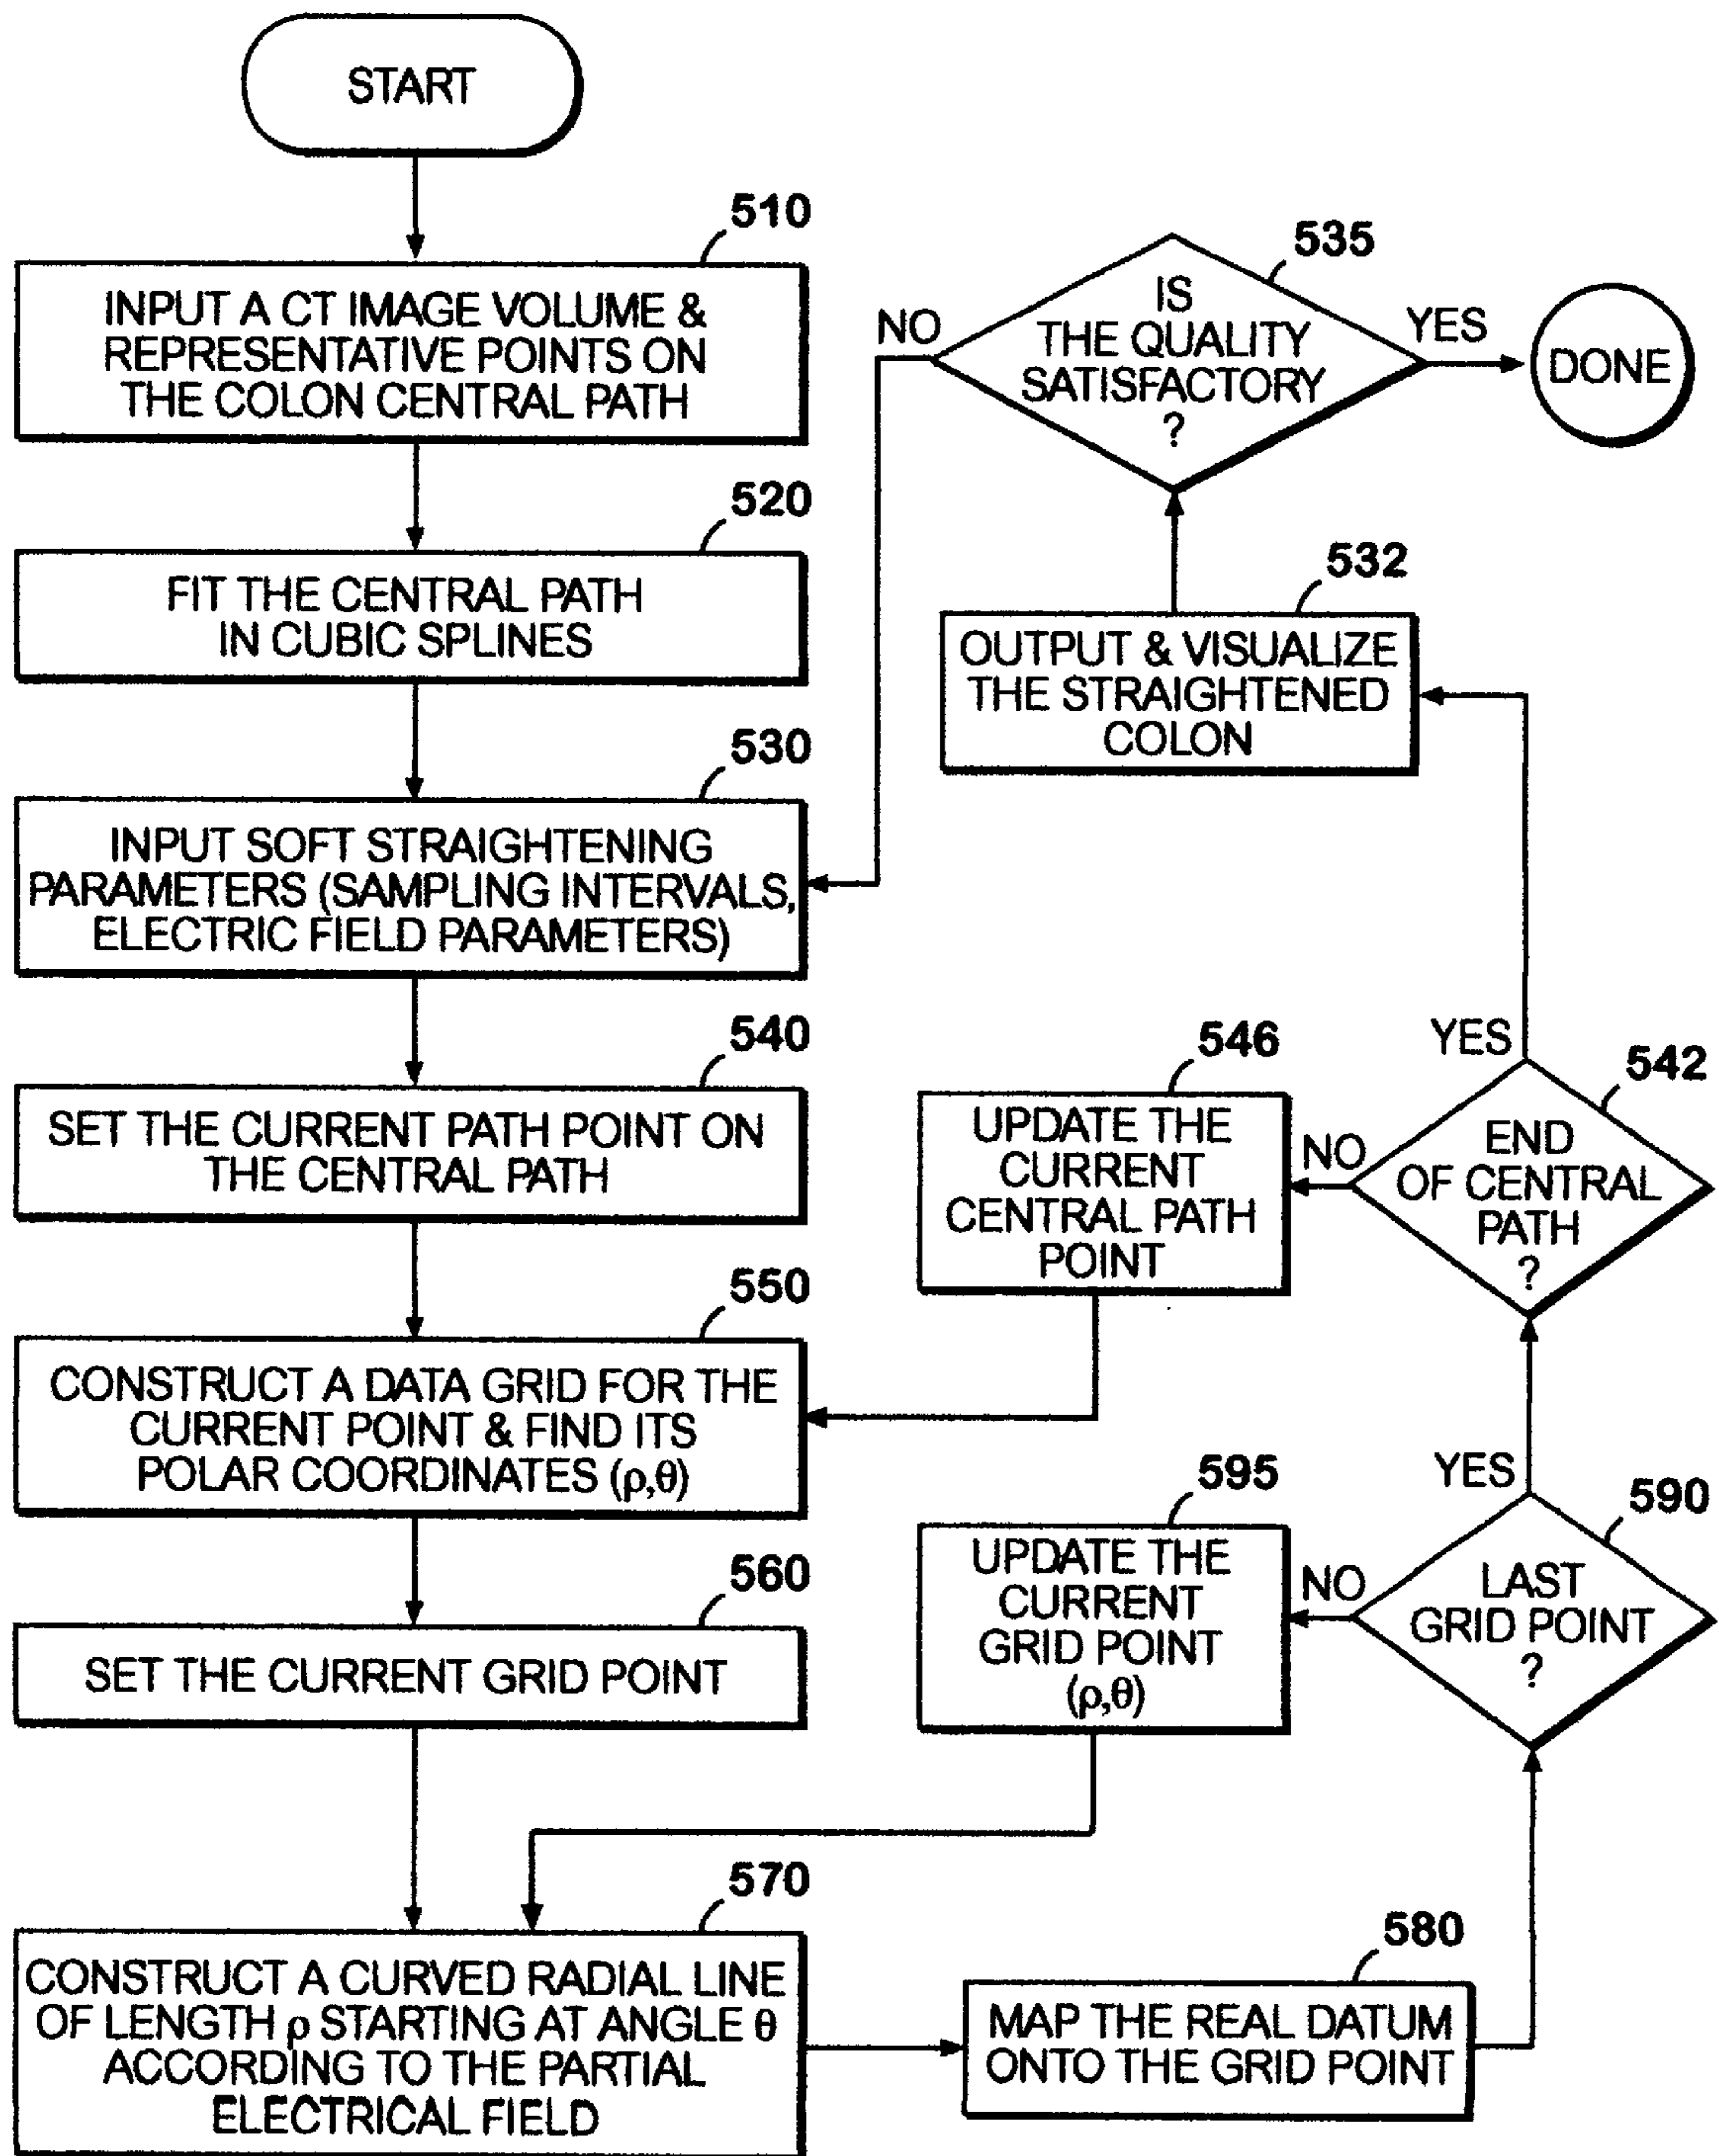 START
510
INPUT A CT IMAGE VOLUME &
REPRESENTATIVE POINTS ON
THE COLON CENTRAL PATH
520
FIT THE CENTRAL PATH
IN CUBIC SPLINES
530
INPUT SOFT STRAIGHTENING
PARAMETERS (SAMPLING INTERVALS,
ELECTRIC FIELD PARAMETERS)
540
SET THE CURRENT PATH POINT ON
THE CENTRAL PATH
550
CONSTRUCT A DATA GRID FOR THE
CURRENT POINT & FIND ITS
POLAR COORDINATES (ρ,θ)
560
SET THE CURRENT GRID POINT
570
CONSTRUCT A CURVED RADIAL LINE
OF LENGTH ρ STARTING AT ANGLE θ
ACCORDING TO THE PARTIAL
ELECTRICAL FIELD
580
MAP THE REAL DATUM
ONTO THE GRID POINT
590
LAST
GRID POINT
?
NO
YES
595
UPDATE THE
CURRENT
GRID POINT
(ρ,θ)
542
END
OF CENTRAL
PATH
?
NO
YES
546
UPDATE THE
CURRENT
CENTRAL PATH
POINT
532
OUTPUT & VISUALIZE
THE STRAIGHTENED
COLON
535
IS
THE QUALITY
SATISFACTORY
?
NO
YES
DONE